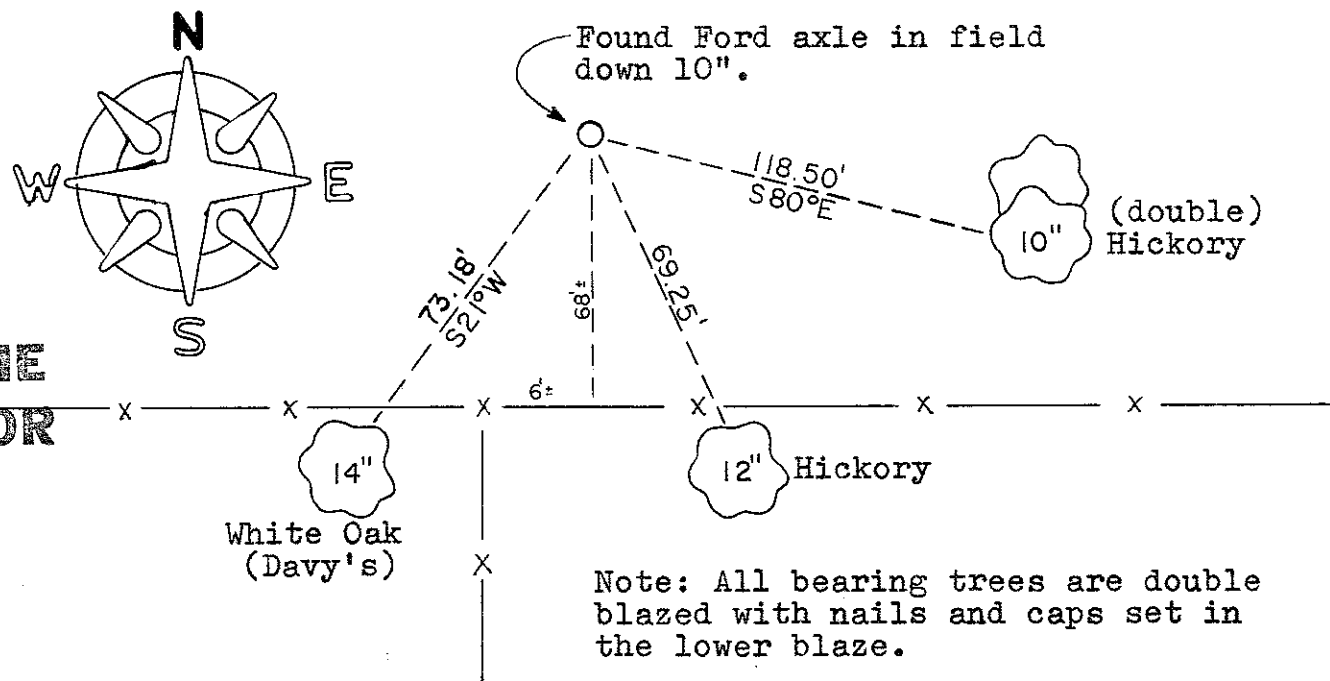 N
W
E
S
Found Ford axle in field
down 10".
118.50'
S80°E
(double)
10"
Hickory
73.18'
S21°W
68'±
69.25'
6'±
x x x x x x
14"
12" Hickory
White Oak
(Davy's)
x
Note: All bearing trees are double
blazed with nails and caps set in
the lower blaze.